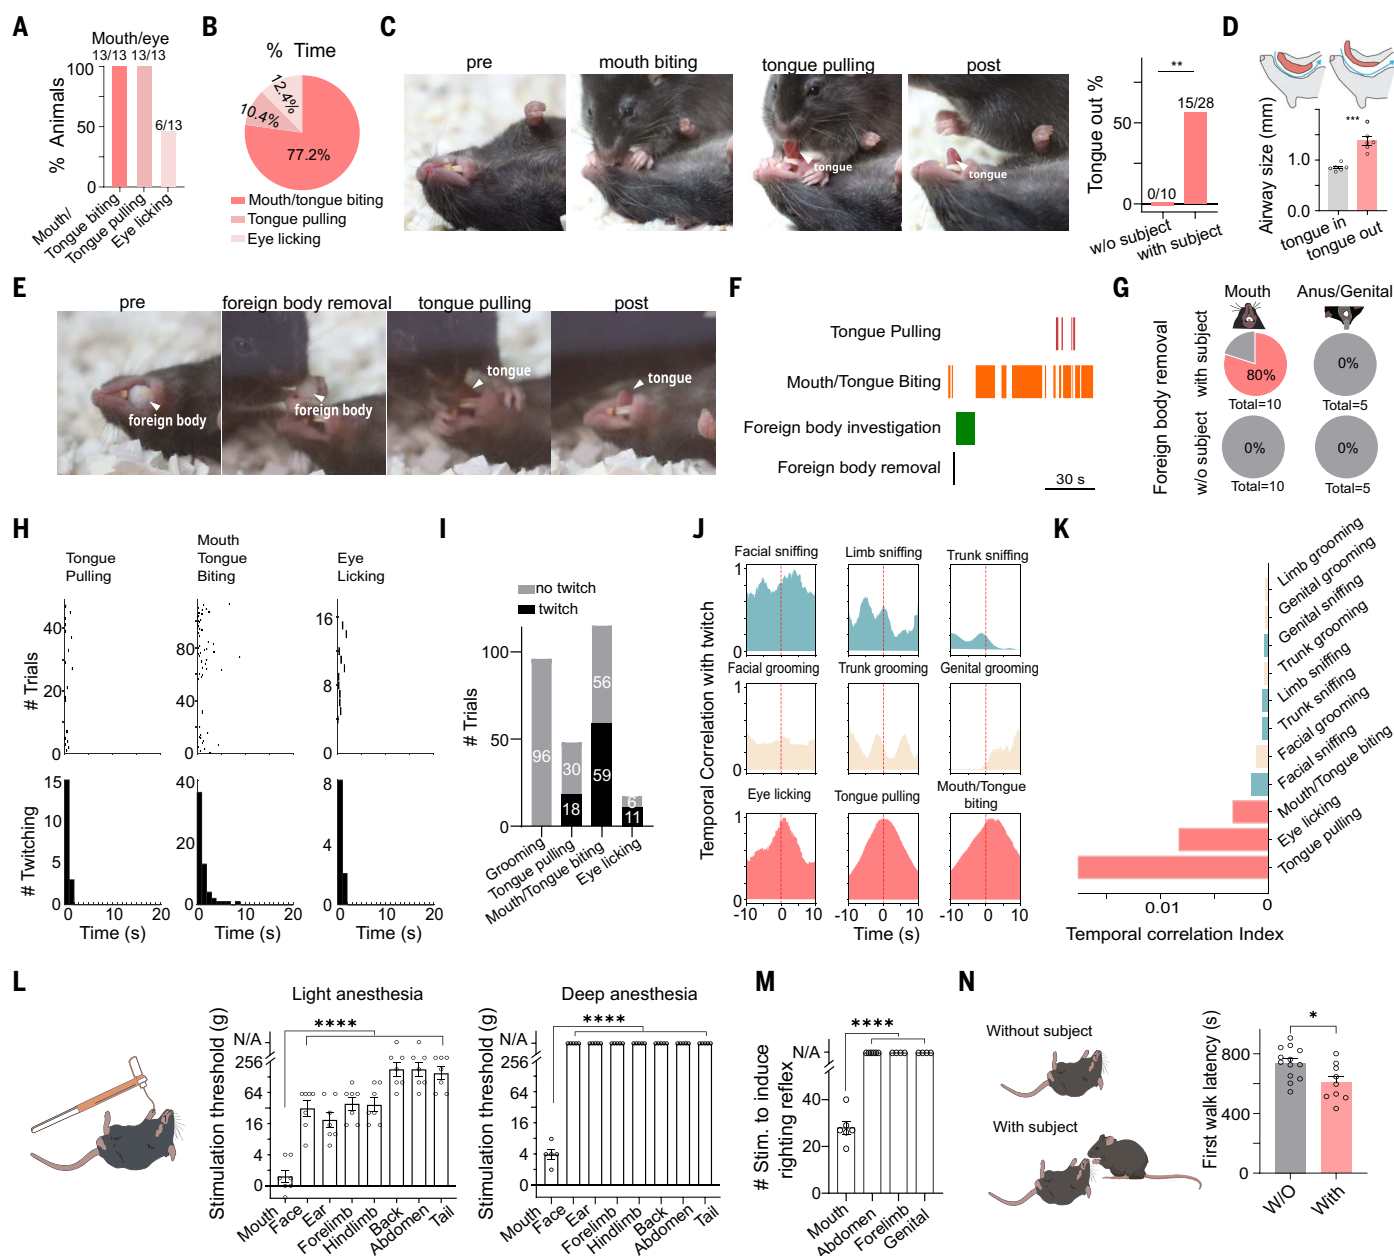 A
Mouth/eye
13/13 13/13
6/13
100
50
0
% Animals
Mouth/
Tongue biting
Tongue pulling
Eye licking
B
% Time
12.4%
10.4%
77.2%
Mouth/tongue biting
Tongue pulling
Eye licking
C
pre
mouth biting
tongue pulling
post
tongue
tongue
Tongue out %
50
0
**
15/28
0/10
w/o subject
with subject
D
Airway size (mm)
1.0
0.0
***
tongue in
tongue out
E
pre
foreign body removal
tongue pulling
post
foreign body
foreign body
tongue
tongue
F
Tongue Pulling
Mouth/Tongue Biting
Foreign body investigation
Foreign body removal
30 s
G
Mouth
Anus/Genital
Foreign body removal
with subject
w/o subject
80%
0%
Total=10
Total=5
0%
0%
Total=10
Total=5
H
Tongue
Pulling
Mouth
Tongue
Biting
Eye
Licking
# Trials
40
20
0
80
40
0
16
8
0
# Twitching
15
10
5
0
40
20
0
8
4
0
0 10 20
0 10 20
0 10 20
Time (s)
Time (s)
Time (s)
I
no twitch
twitch
# Trials
100
50
0
96
30
18
56
59
6
11
Grooming
Tongue pulling
Mouth/Tongue biting
Eye licking
J
Temporal Correlation with twitch
Facial sniffing
Limb sniffing
Trunk sniffing
1
0
Facial grooming
Trunk grooming
Genital grooming
1
0
Eye licking
Tongue pulling
Mouth/Tongue
biting
1
0
-10 0 10
0
-10 0 10
Time (s)
K
Limb grooming
Genital grooming
Genital sniffing
Trunk grooming
Limb sniffing
Trunk sniffing
Facial grooming
Facial sniffing
Mouth/Tongue biting
Eye licking
Tongue pulling
0.01
0
Temporal correlation Index
L
Light anesthesia
Stimulation threshold (g)
N/A
256
64
16
4
0
****
Mouth
Face
Ear
Forelimb
Hindlimb
Back
Abdomen
Tail
Deep anesthesia
Stimulation threshold (g)
N/A
256
64
16
4
0
****
Mouth
Face
Ear
Forelimb
Hindlimb
Back
Abdomen
Tail
M
# Stim. to induce
righting reflex
N/A
40
20
0
****
Mouth
Abdomen
Forelimb
Genital
N
Without subject
With subject
First walk latency (s)
800
400
0
*
W/O
With